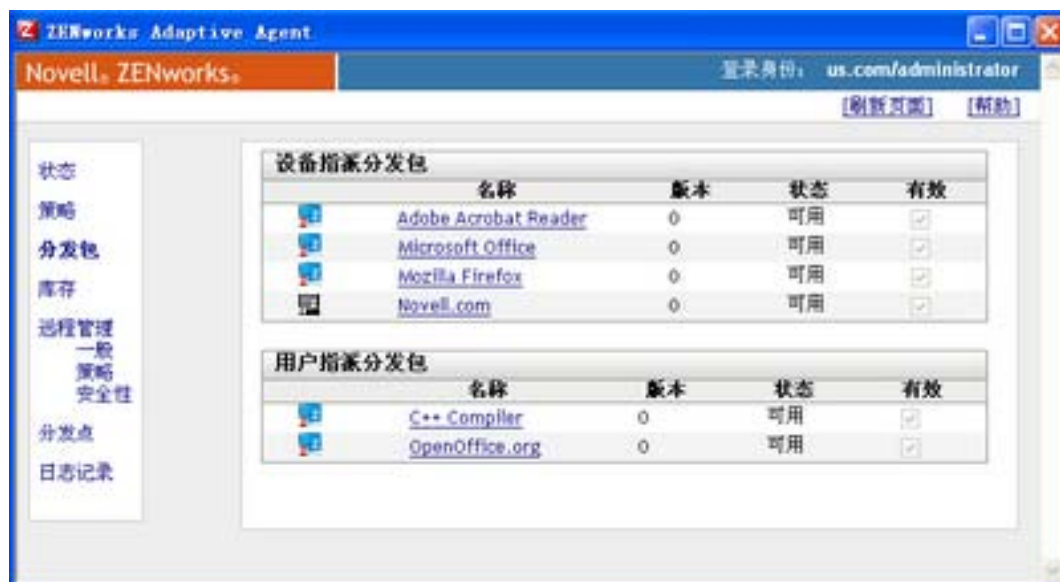 ZENworks Adaptive Agent
Novell® ZENworks®
登录身份: us.com/administrator
[刷新页面] [帮助]
状态
策略
分发包
库存
远程管理
一般
策略
安全性
分发点
日志记录
设备指派分发包
名称 版本 状态 有效
Adobe Acrobat Reader 0 可用
Microsoft Office 0 可用
Mozilla Firefox 0 可用
Novell.com 0 可用
用户指派分发包
名称 版本 状态 有效
C++ Compiler 0 可用
OpenOffice.org 0 可用